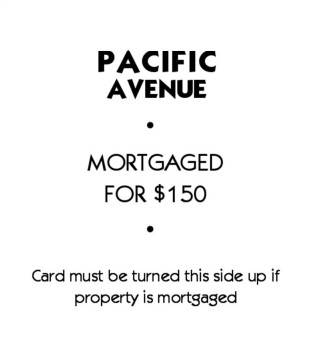 PACIFIC
AVENUE
•
MORTGAGED
FOR $150
•
Card must be turned this side up if
property is mortgaged